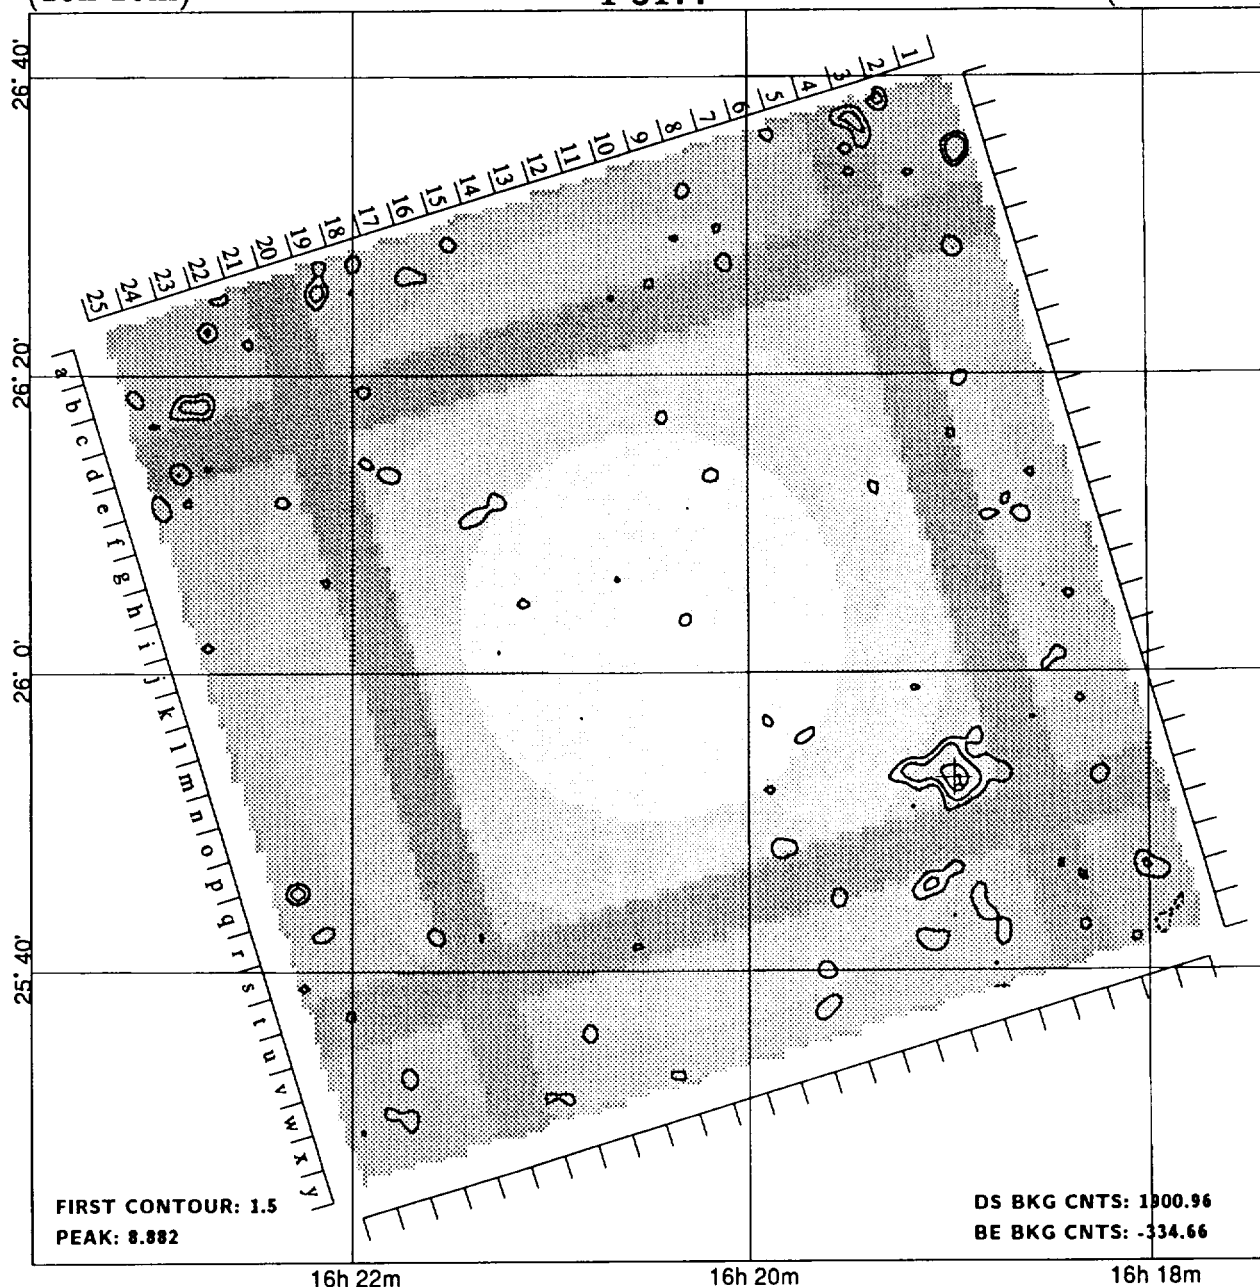 26° 40'
26° 20'
26° 0'
25° 40'
1
2
3
4
5
6
7
8
9
10
11
12
13
14
15
16
17
18
19
20
21
22
23
24
25
a
b
c
d
e
f
g
h
i
j
k
l
m
n
o
p
q
r
s
t
u
v
w
x
y
FIRST CONTOUR: 1.5
PEAK: 8.882
DS BKG CNTS: 1900.96
BE BKG CNTS: -334.66
16h 22m
16h 20m
16h 18m